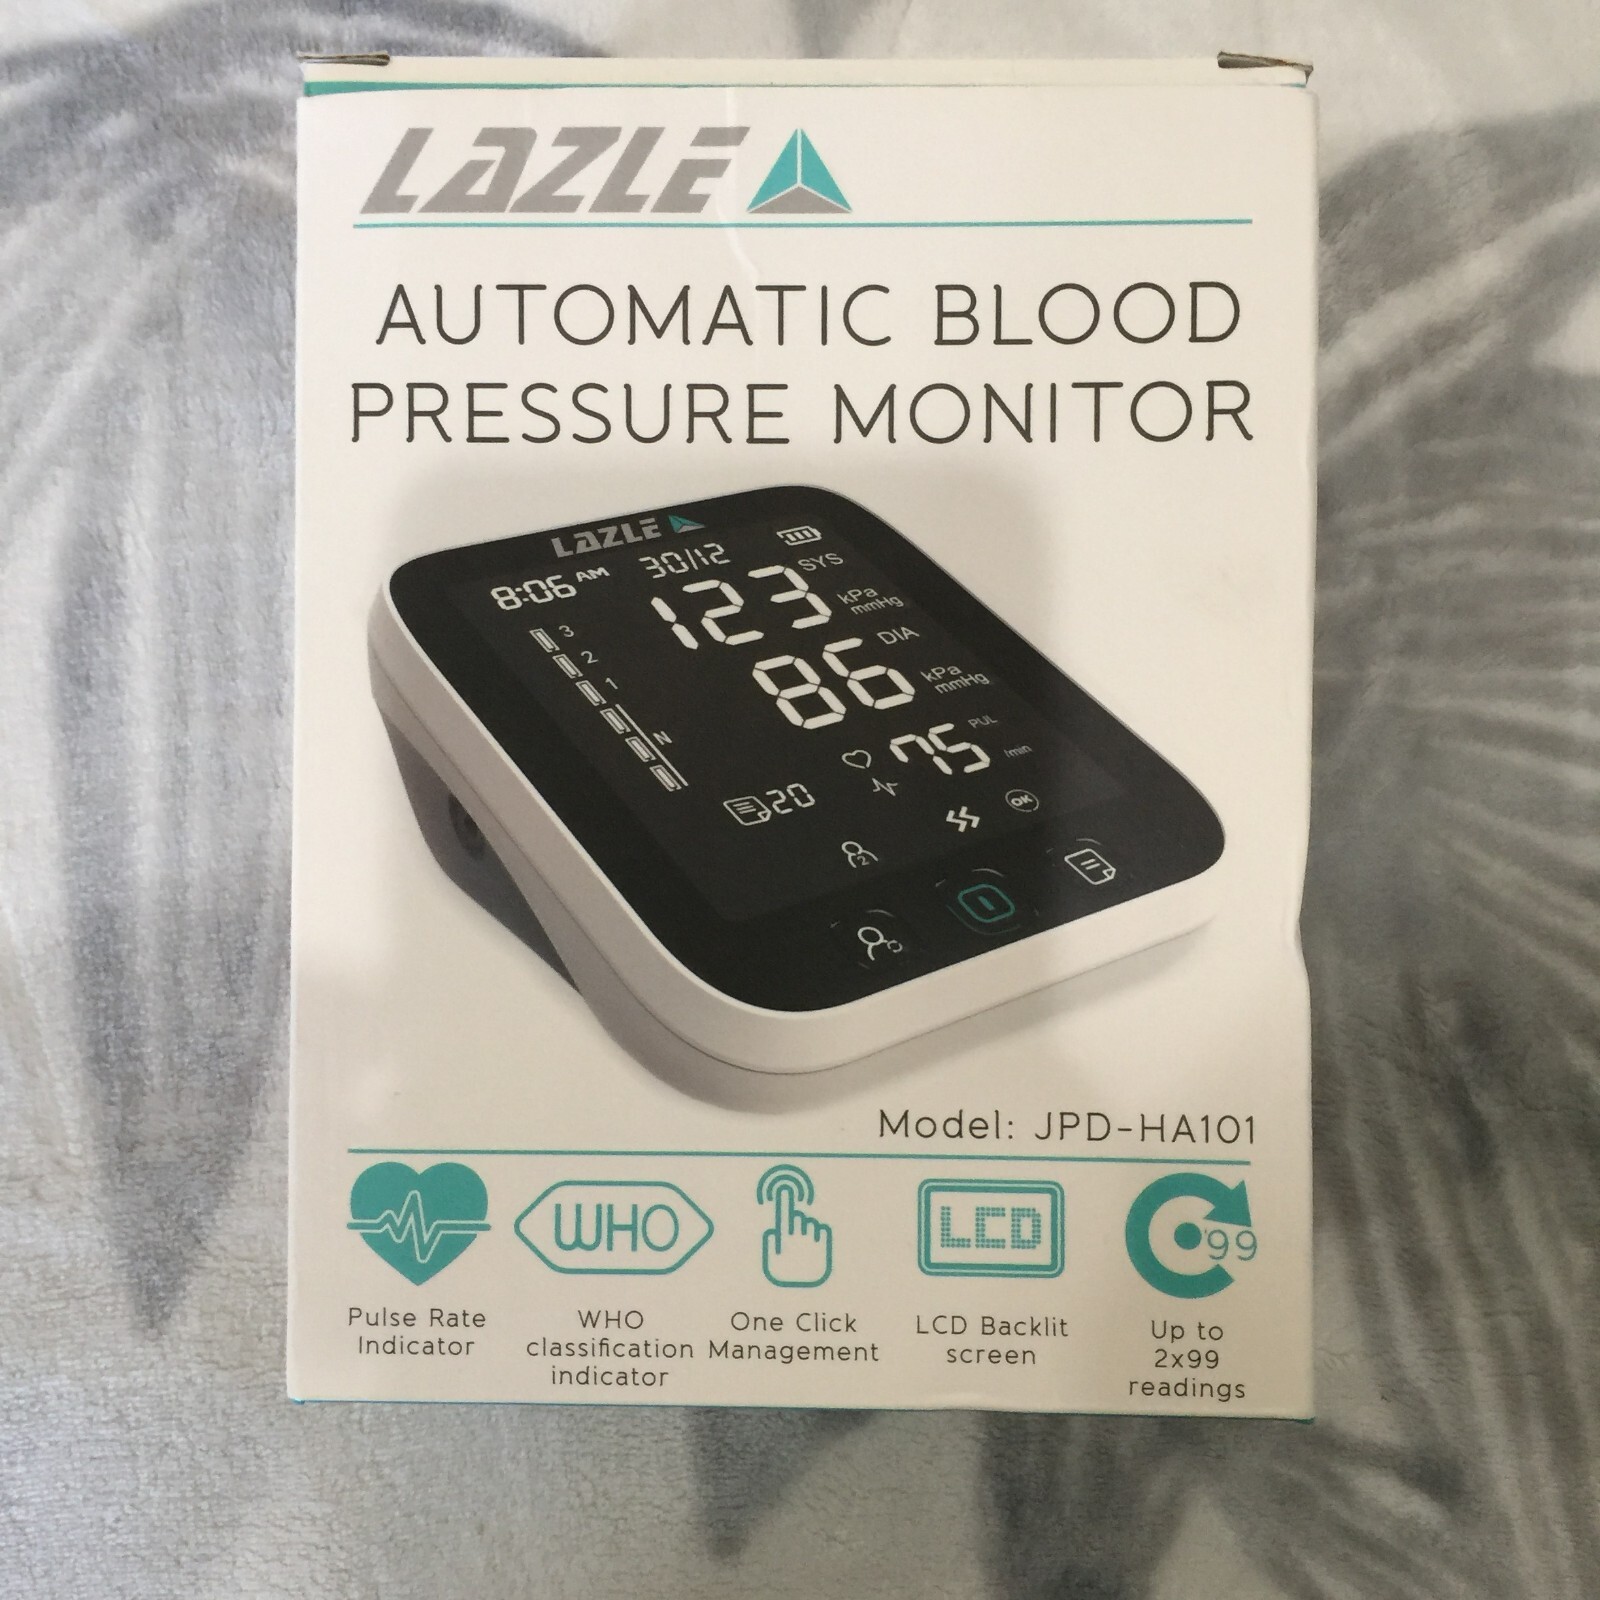 LAZLE
AUTOMATIC BLOOD
PRESSURE MONITOR
LAZLE
8:06 AM 30/12
123 SYS
kPa
mmHg
3
2
1
N
86 DIA
kPa
mmHg
75 PUL
/min
20
OK
2
Model: JPD-HA101
WHO
LCD
99
Pulse Rate
Indicator
WHO
classification
indicator
One Click
Management
LCD Backlit
screen
Up to
2x99
readings